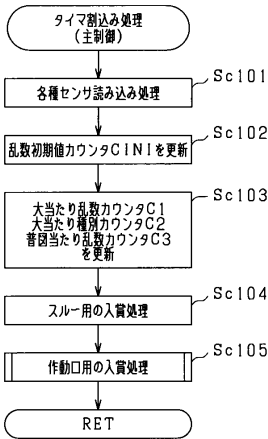 タイマ割込み処理
(主制御)
Sc101
各種センサ読み込み処理
Sc102
乱数初期値カウンタCINIを更新
Sc103
大当たり乱数カウンタC1
大当たり種別カウンタC2
普図当たり乱数カウンタC3
を更新
Sc104
スルー用の入賞処理
Sc105
作動口用の入賞処理
RET